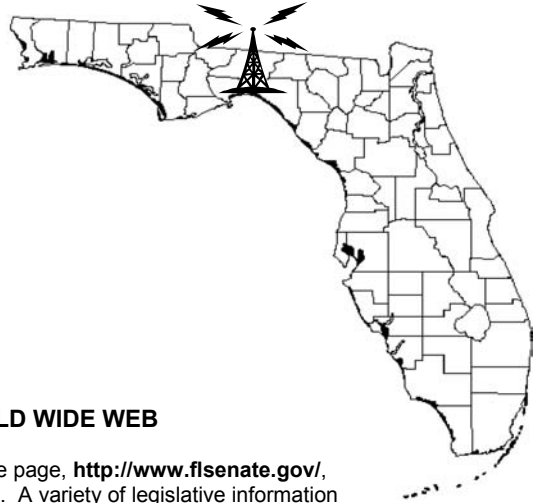 LD WIDE WEB
e page, http://www.flsenate.gov/,
. A variety of legislative information